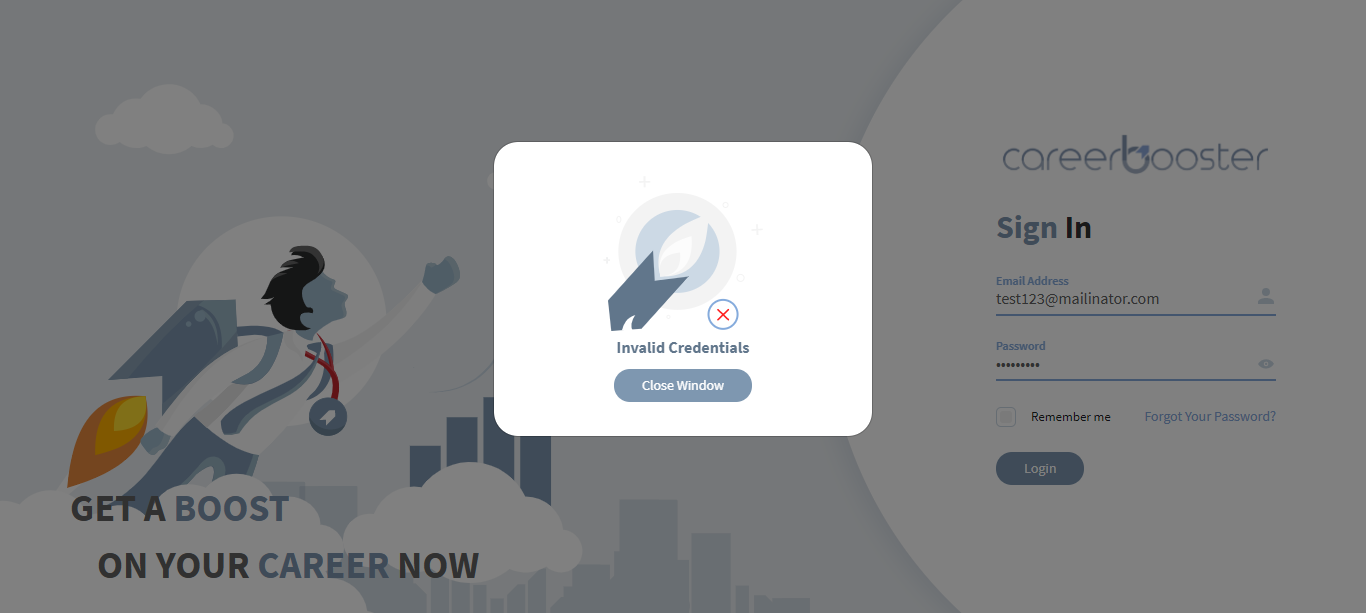 careerbooster
Sign In
Email Address
test123@mailinator.com
Password
•••••••••
Remember me
Forgot Your Password?
Login
Invalid Credentials
Close Window
GET A BOOST
ON YOUR CAREER NOW